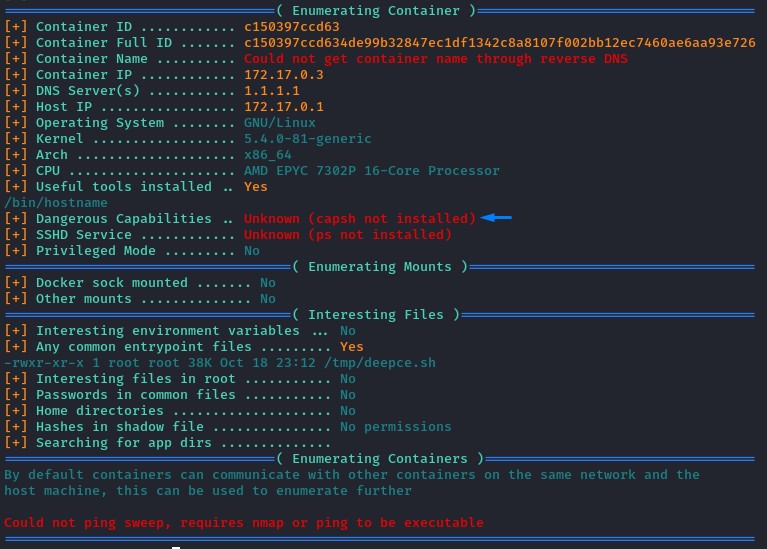 ==================================( Enumerating Container )===================================
[+] Container ID ............ c150397ccd63
[+] Container Full ID ....... c150397ccd634de99b32847ec1df1342c8a8107f002bb12ec7460ae6aa93e726
[+] Container Name .......... Could not get container name through reverse DNS
[+] Container IP ............ 172.17.0.3
[+] DNS Server(s) ........... 1.1.1.1
[+] Host IP ................. 172.17.0.1
[+] Operating System ........ GNU/Linux
[+] Kernel .................. 5.4.0-81-generic
[+] Arch .................... x86_64
[+] CPU ..................... AMD EPYC 7302P 16-Core Processor
[+] Useful tools installed .. Yes
/bin/hostname
[+] Dangerous Capabilities .. Unknown (capsh not installed)
[+] SSHD Service ............ Unknown (ps not installed)
[+] Privileged Mode ......... No
====================================( Enumerating Mounts )====================================
[+] Docker sock mounted ....... No
[+] Other mounts .............. No
====================================( Interesting Files )=====================================
[+] Interesting environment variables ... No
[+] Any common entrypoint files ......... Yes
-rwxr-xr-x 1 root root 38K Oct 18 23:12 /tmp/deepce.sh
[+] Interesting files in root ........... No
[+] Passwords in common files ........... No
[+] Home directories .................... No
[+] Hashes in shadow file ............... No permissions
[+] Searching for app dirs ..............
==================================( Enumerating Containers )==================================
By default containers can communicate with other containers on the same network and the
host machine, this can be used to enumerate further
Could not ping sweep, requires nmap or ping to be executable
==============================================================================================